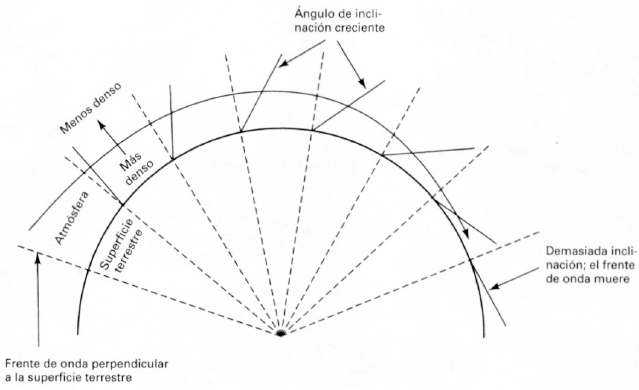 Ángulo de incli-
nación creciente
Menos denso
Más
denso
Atmósfera
Superficie
terrestre
Demasiada incli-
nación; el frente
de onda muere
Frente de onda perpendicular
a la superficie terrestre